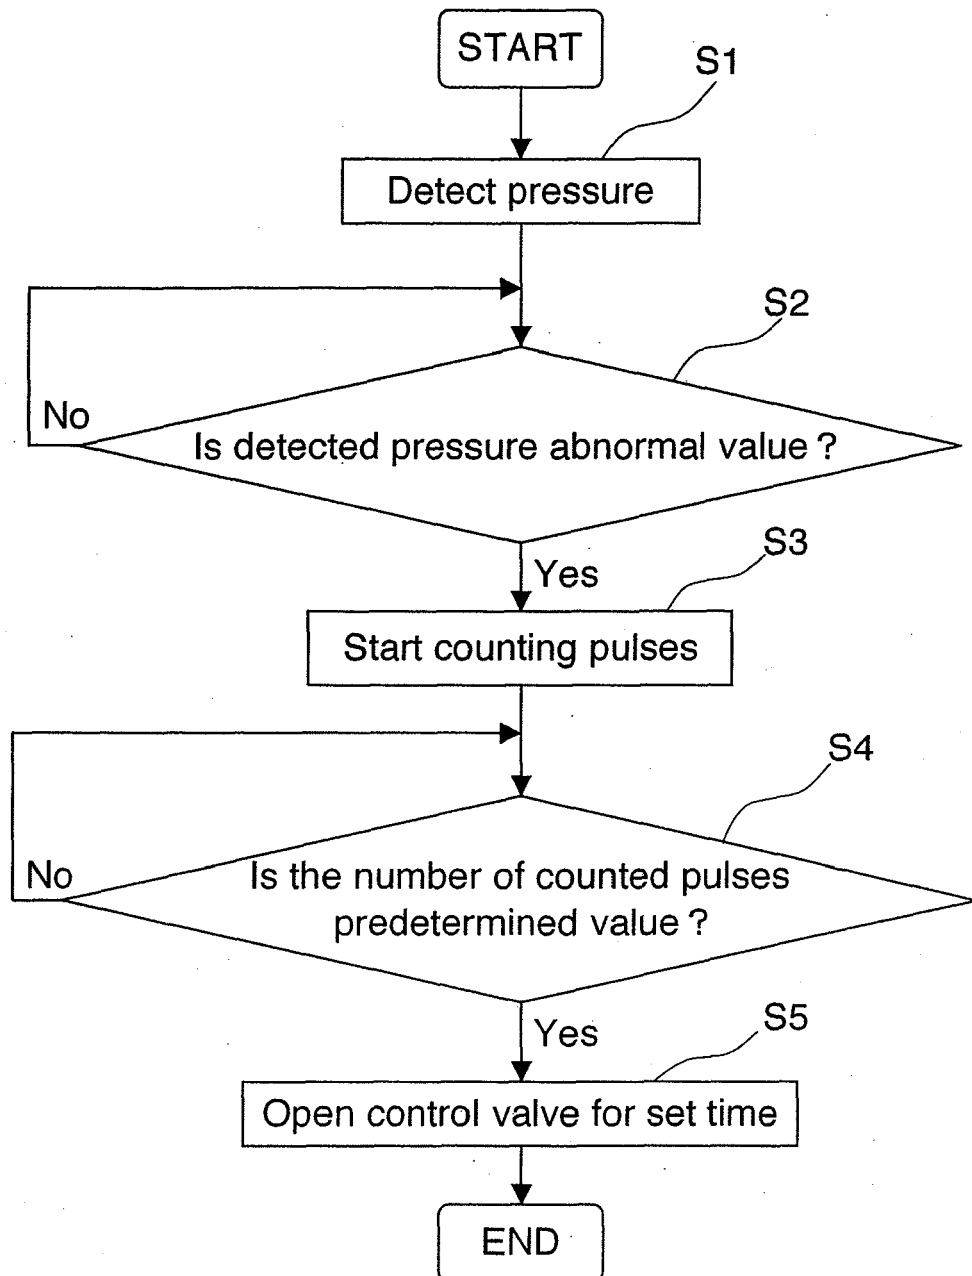 START
S1
Detect pressure
S2
No
Is detected pressure abnormal value ?
Yes
S3
Start counting pulses
S4
No
Is the number of counted pulses
predetermined value ?
Yes
S5
Open control valve for set time
END